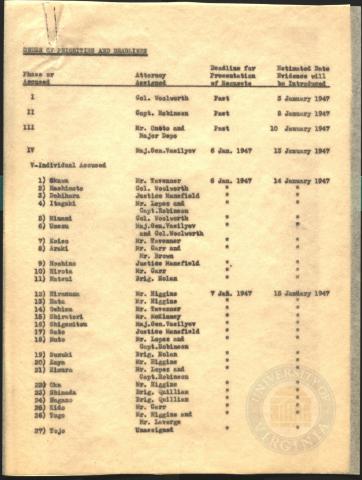 ORDER OF PRIORITIES AND DEADLINES
Phase or Accused Attorney Assigned Deadline for Presentation of Requests Estimated Date Evidence will be Introduced
I Col. Woolworth Past 3 January 1947
II Capt. Robinson Past 8 January 1947
III Mr. Oneto and Past 10 January 1947
Major Depo
IV Maj.Gen.Vasilyev 6 Jan. 1947 13 January 1947
V-Individual Accused
1) Okawa Mr. Tavenner 6 Jan. 1947 14 January 1947
2) Hashimoto Col. Woolworth " "
3) Dohihara Justice Mansfield " "
4) Itagaki Mr. Lopez and " "
Capt.Robinson
5) Minami Col. Woolworth " "
6) Umezu Maj.Gen.Vasilyev " "
and Col.Woolworth
7) Koiso Mr. Tavenner " "
8) Araki Mr. Carr and " "
Mr. Brown
9) Hoshino Justice Mansfield " "
10) Hirota Mr. Carr " "
11) Matsui Brig. Nolan " "
12) Hiranuma Mr. Higgins 7 Jan. 1947 15 January 1947
13) Hata Mr. Higgins " "
14) Oshima Mr. Tavenner " "
15) Shiratori Mr. McKinney " "
16) Shigemitsu Maj.Gen.Vasilyev " "
17) Sato Justice Mansfield " "
18) Muto Mr. Lopez and " "
Capt.Robinson
19) Suzuki Brig. Nolan " "
20) Kaya Mr. Higgins " "
21) Kimura Mr. Lopez and " "
Capt.Robinson
22) Oka Mr. Higgins " "
23) Shimada Brig. Quilliam " "
24) Nagano Brig. Quilliam " "
25) Kido Mr. Carr " "
26) Togo Mr. Higgins and " "
Mr. Laverge
27) Tojo Unassigned " "
UNIVERSITY OF VIRGINIA